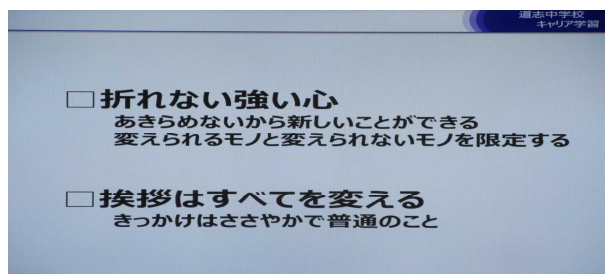 道志中学校
キャリア学習
□折れない強い心
あきらめないから新しいことができる
変えられるモノと変えられないモノを限定する
□挨拶はすべてを変える
きっかけはささやかで普通のこと